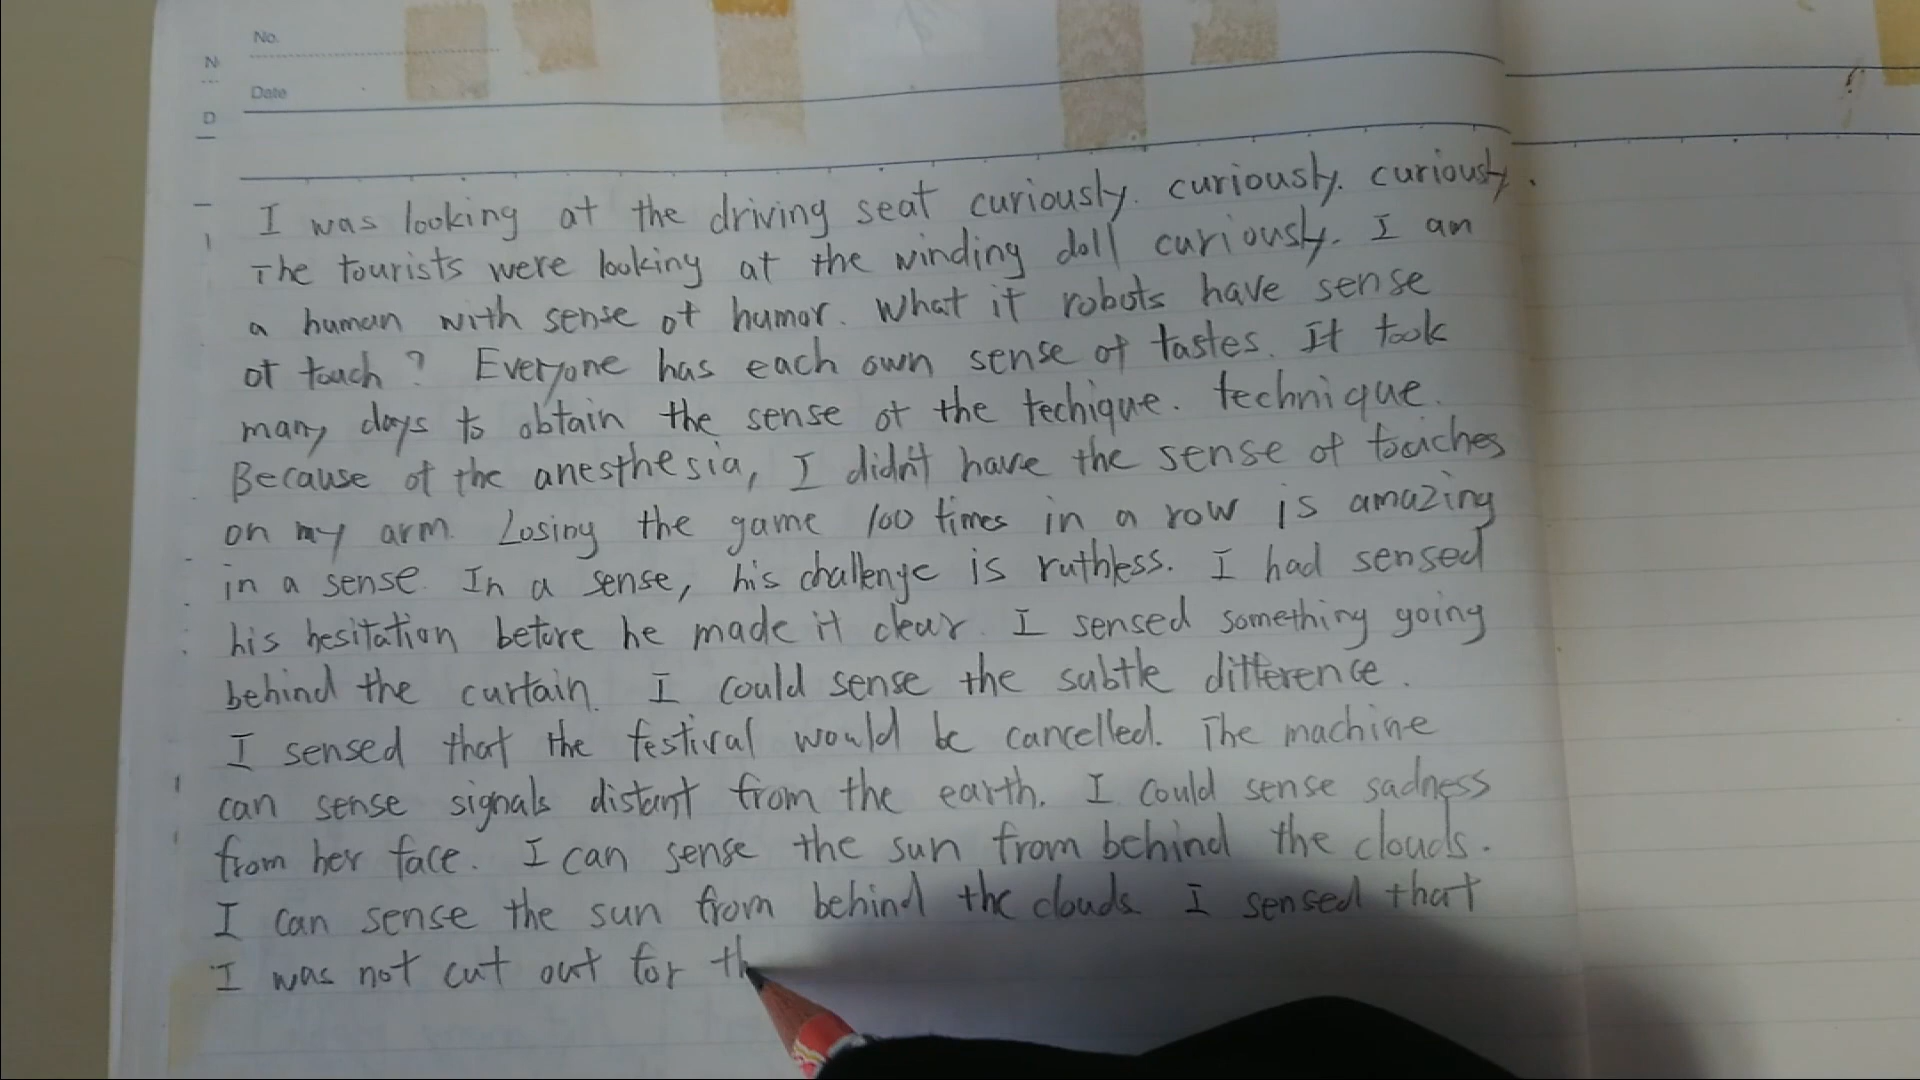 No.
Date
N
D
I was looking at the driving seat curiously. curiously. curiously.
The tourists were looking at the winding doll curiously. I am
a human with sense of humor. What if robots have sense
of touch? Everyone has each own sense of tastes. It took
many days to obtain the sense of the techique. technique.
Because of the anesthesia, I didn't have the sense of touches
on my arm. Losing the game 100 times in a row is amazing
in a sense. In a sense, his challenge is ruthless. I had sensed
his hesitation before he made it clear. I sensed something going
behind the curtain. I could sense the subtle difference.
I sensed that the festival would be cancelled. The machine
can sense signals distant from the earth. I could sense sadness
from her face. I can sense the sun from behind the clouds.
I can sense the sun from behind the clouds I sensed that
I was not cut out for th